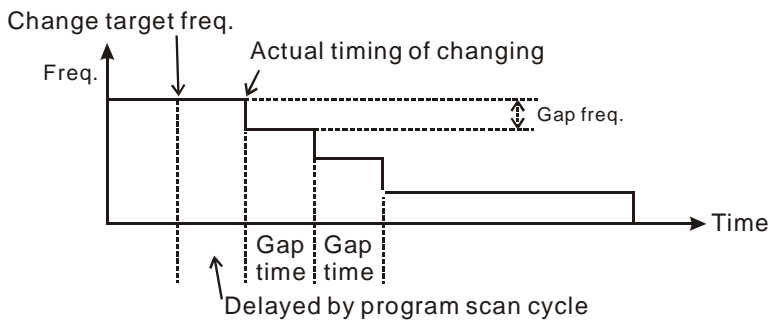 Change target freq.
Actual timing of changing
Freq.
Gap freq.
Time
Gap
time
Gap
time
Delayed by program scan cycle